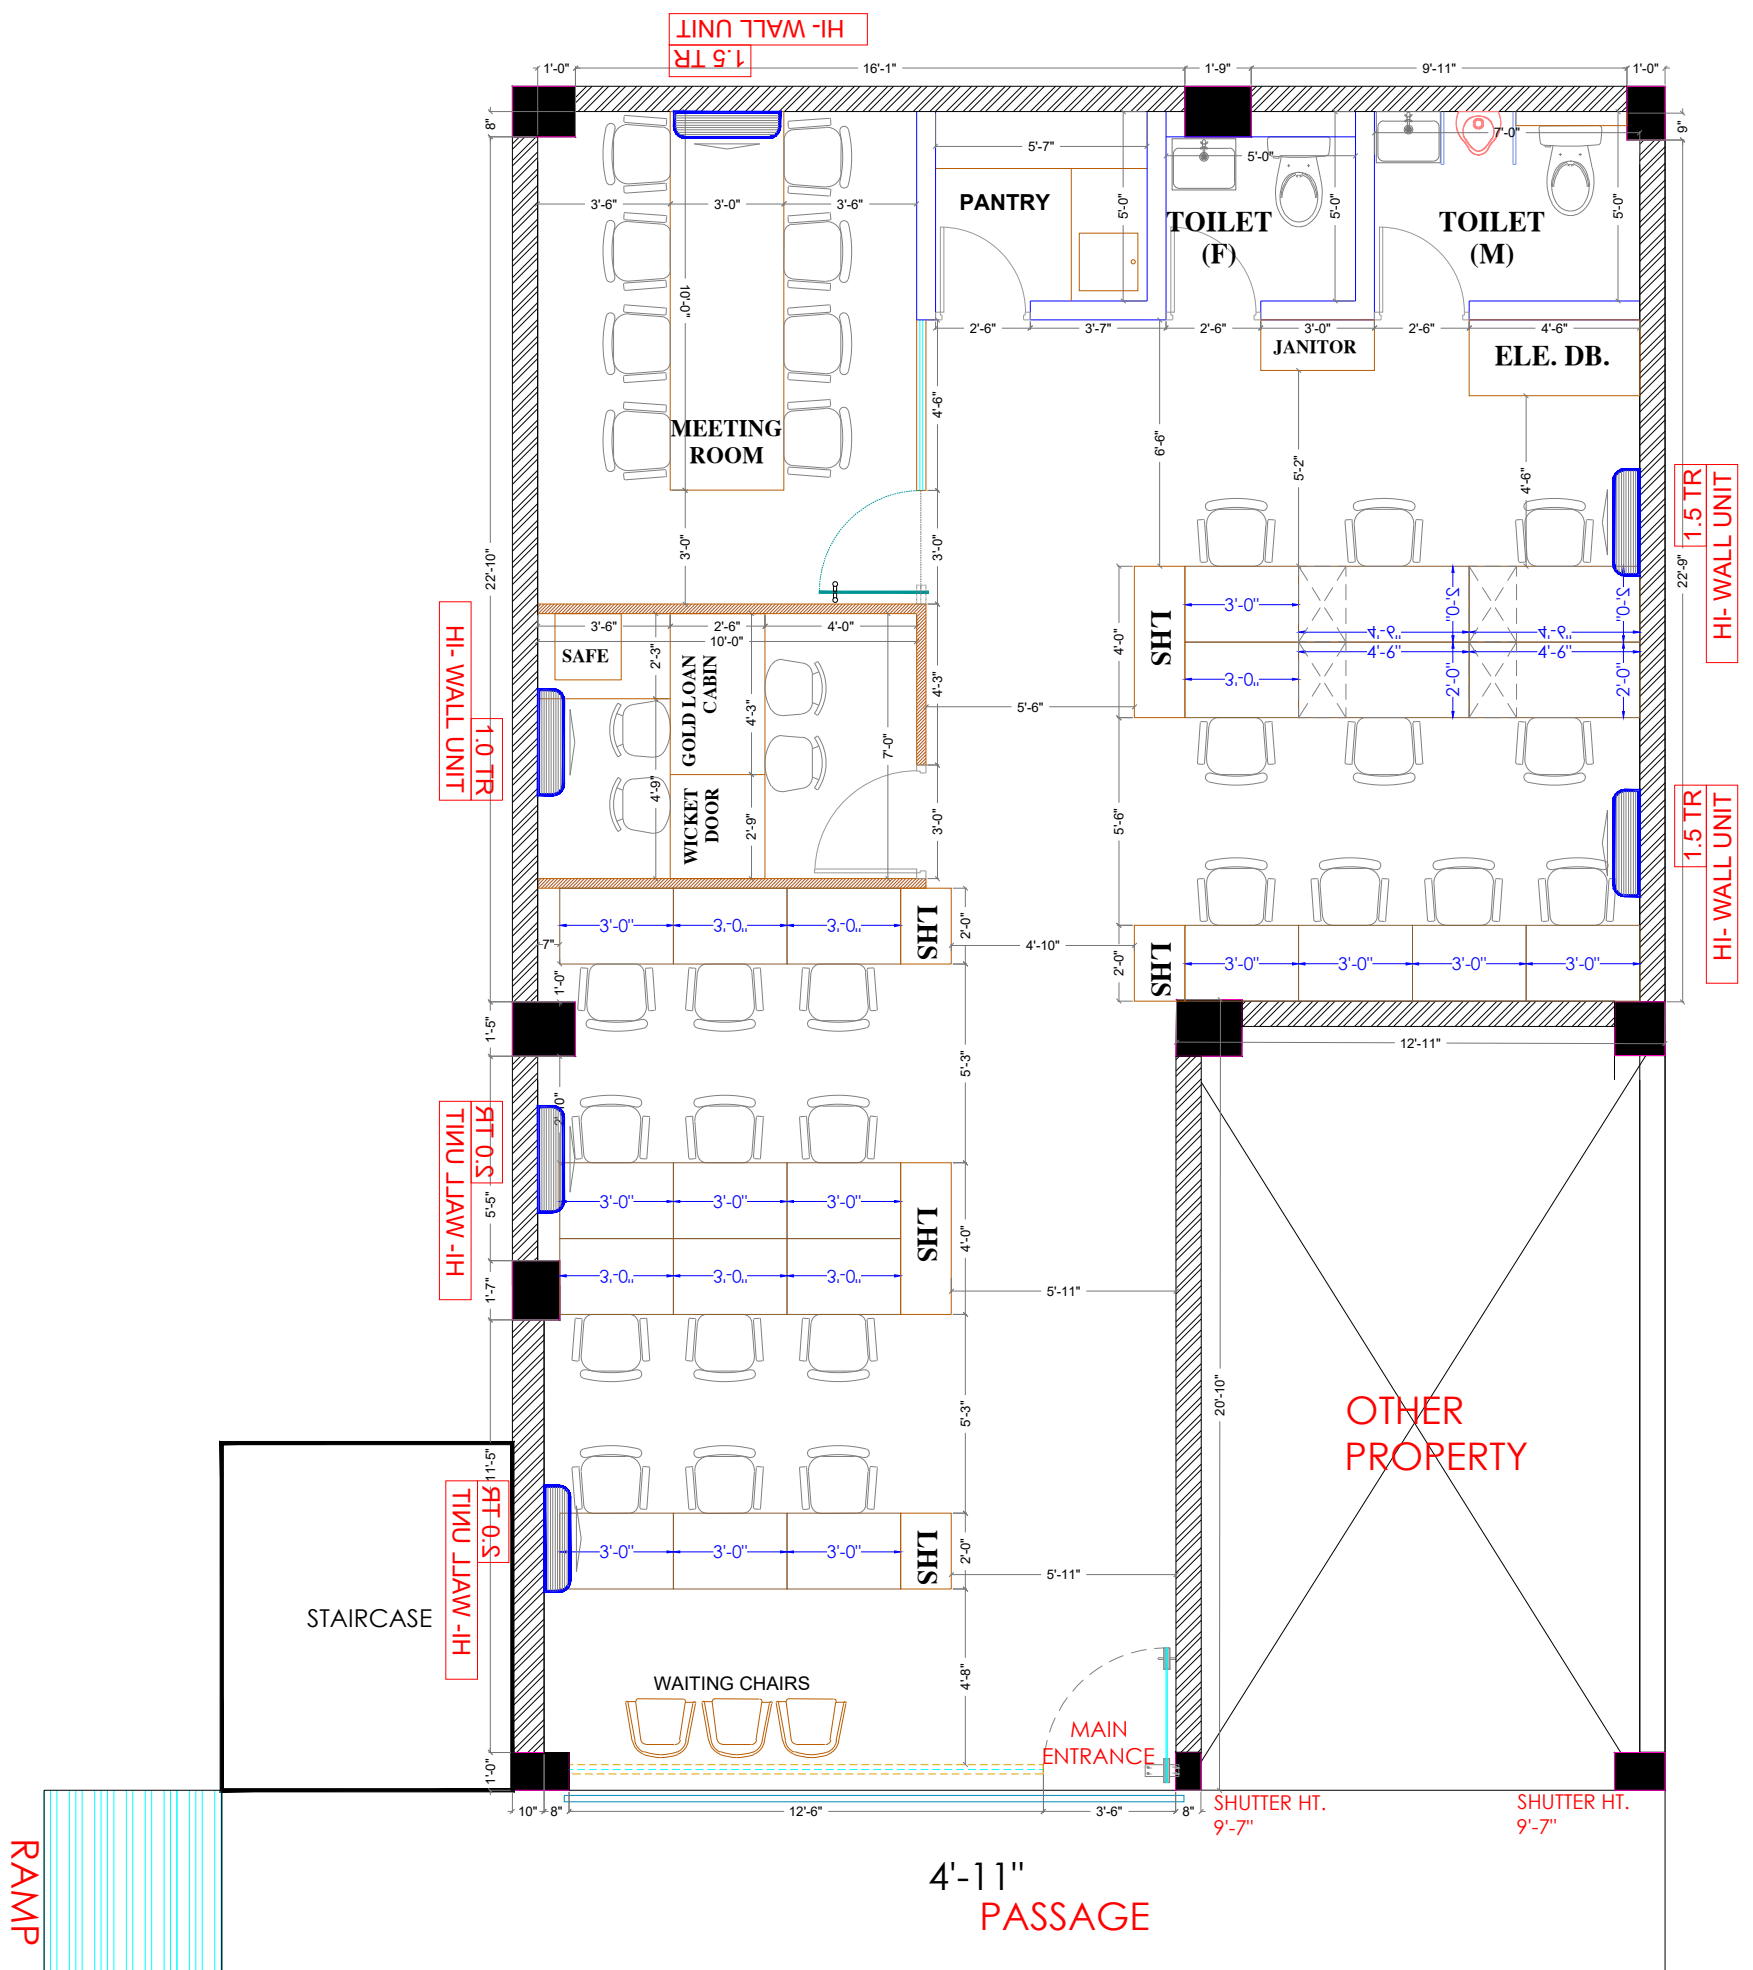 HI- WALL UNIT
1.5 TR
1'-0"
16'-1"
1'-9"
9'-11"
1'-0"
8"
9"
5'-7"
5'-0"
7'-0"
PANTRY
5'-0"
5'-0"
5'-0"
TOILET
(F)
TOILET
(M)
3'-6"
3'-0"
3'-6"
10'-0"
2'-6"
3'-7"
2'-6"
3'-0"
2'-6"
4'-6"
JANITOR
ELE. DB.
MEETING
ROOM
4'-6"
6'-6"
5'-2"
4'-6"
1.5 TR
HI- WALL UNIT
22'-10"
3'-0"
3'-0"
22'-9"
LHS
3'-0"
3'-0"
4'-0"
4'-6"
4'-6"
4'-6"
4'-6"
2'-0"
2'-0"
2'-0"
2'-0"
3'-6"
2'-6"
4'-0"
10'-0"
SAFE
2'-3"
GOLD LOAN
CABIN
4'-3"
4'-3"
5'-6"
HI- WALL UNIT
1.0 TR
4'-9"
WICKET
DOOR
2'-9"
7'-0"
3'-0"
5'-6"
1.5 TR
HI- WALL UNIT
3'-0"
3'-0"
3'-0"
LHS
2'-0"
7"
4'-10"
1'-0"
LHS
2'-0"
3'-0"
3'-0"
3'-0"
3'-0"
1'-5"
5'-3"
12'-11"
2.0 TR
HI- WALL UNIT
5'-5"
3'-0"
3'-0"
3'-0"
3'-0"
3'-0"
3'-0"
LHS
4'-0"
1'-7"
5'-11"
5'-3"
20'-10"
OTHER
PROPERTY
11'-5"
2.0 TR
HI- WALL UNIT
3'-0"
3'-0"
3'-0"
LHS
2'-0"
5'-11"
STAIRCASE
WAITING CHAIRS
4'-8"
MAIN
ENTRANCE
1'-0"
10"
8"
12'-6"
3'-6"
8"
SHUTTER HT.
9'-7"
SHUTTER HT.
9'-7"
RAMP
4'-11"
PASSAGE